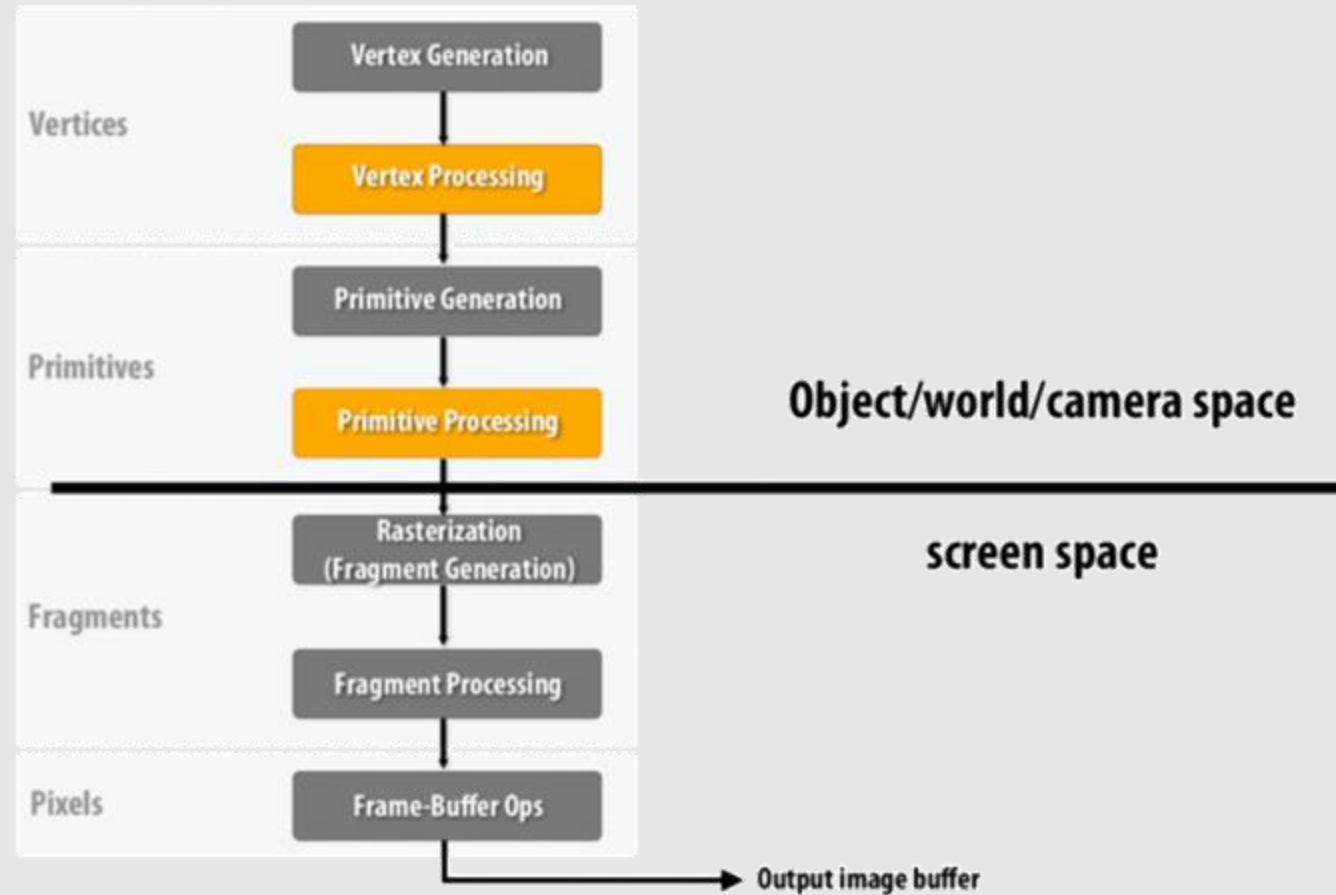 Vertex Generation
Vertices
Vertex Processing
Primitive Generation
Primitives
Primitive Processing
Object/world/camera space
Rasterization
(Fragment Generation)
screen space
Fragments
Fragment Processing
Pixels
Frame-Buffer Ops
Output image buffer